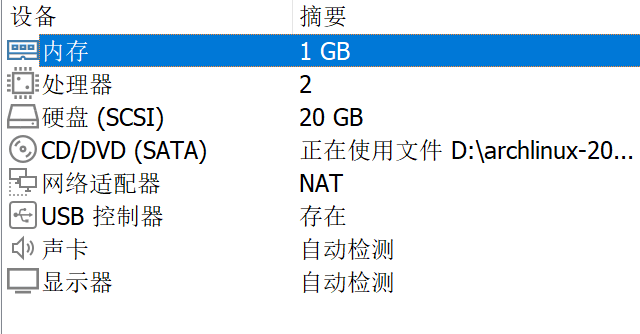 设备 摘要
内存 1 GB
处理器 2
硬盘 (SCSI) 20 GB
CD/DVD (SATA) 正在使用文件 D:\archlinux-20...
网络适配器 NAT
USB 控制器 存在
声卡 自动检测
显示器 自动检测